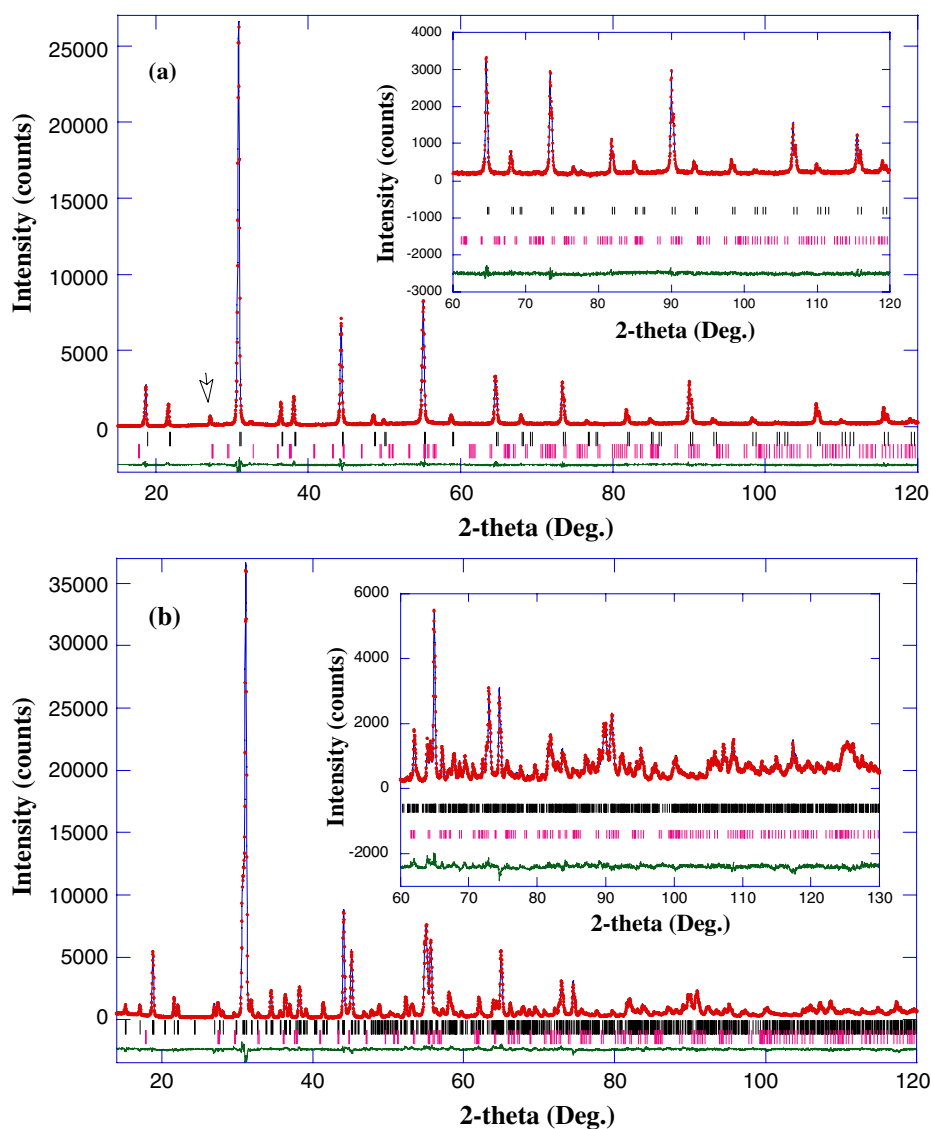 (a)
Intensity (counts)
25000
20000
15000
10000
5000
0
20 40 60 80 100 120
2-theta (Deg.)
Intensity (counts)
4000
3000
2000
1000
0
-1000
-2000
-3000
60 70 80 90 100 110 120
2-theta (Deg.)
(b)
Intensity (counts)
35000
30000
25000
20000
15000
10000
5000
0
20 40 60 80 100 120
2-theta (Deg.)
Intensity (counts)
6000
4000
2000
0
-2000
60 70 80 90 100 110 120 130
2-theta (Deg.)